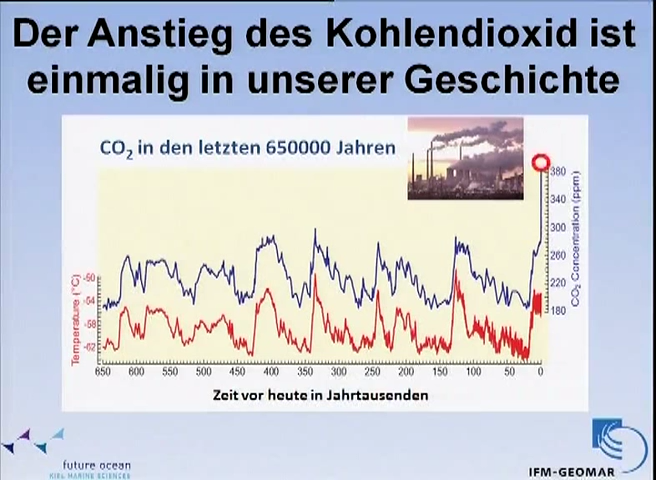 Der Anstieg des Kohlendioxid ist
einmalig in unserer Geschichte
CO₂ in den letzten 650000 Jahren
380
340
300
260
220
180
CO₂ Concentration (ppm)
-50
-54
-58
-62
Temperature (°C)
650 600 550 500 450 400 350 300 250 200 150 100 50 0
Zeit vor heute in Jahrtausenden
future ocean
KIEL MARINE SCIENCES
IFM-GEOMAR